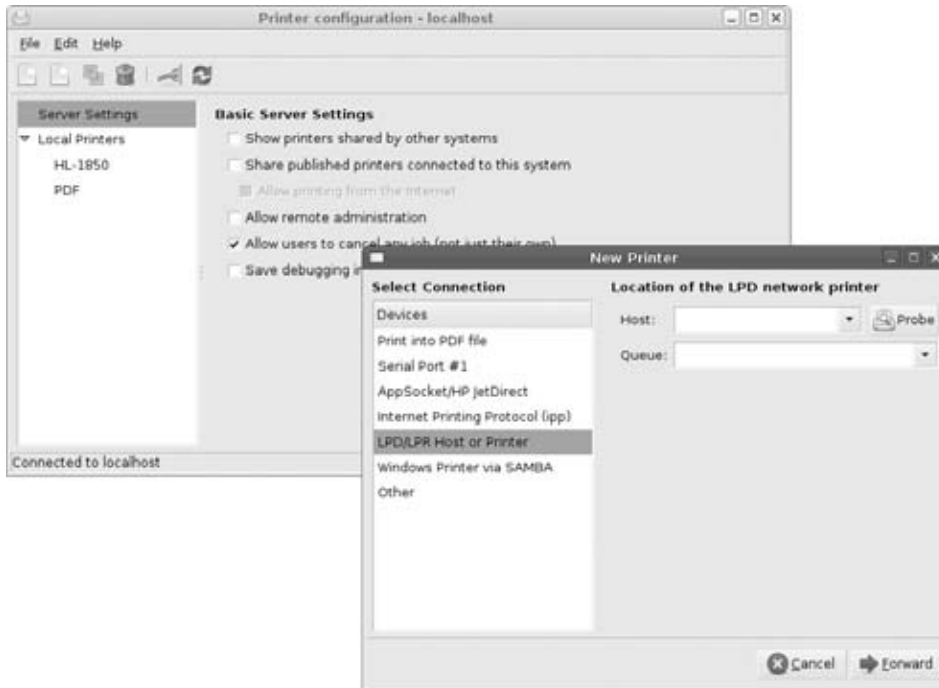 Printer configuration - localhost
File Edit Help
Server Settings
Local Printers
HL-1850
PDF
Basic Server Settings
Show printers shared by other systems
Share published printers connected to this system
Allow printing from the Internet
Allow remote administration
Allow users to cancel any job (not just their own)
Save debugging in
Connected to localhost
New Printer
Select Connection
Devices
Print into PDF file
Serial Port #1
AppSocket/HP JetDirect
Internet Printing Protocol (ipp)
LPD/LPR Host or Printer
Windows Printer via SAMBA
Other
Location of the LPD network printer
Host:
Probe
Queue:
Cancel
Forward